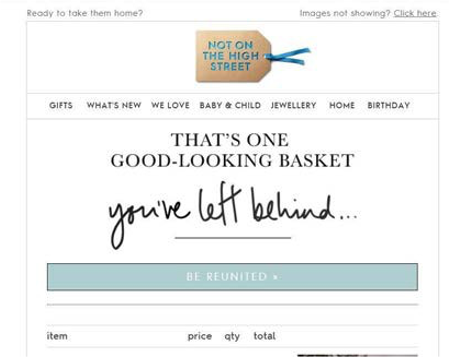 Ready to take them home?
Images not showing? Click here.
NOT ON
THE HIGH
STREET
GIFTS WHAT'S NEW WE LOVE BABY & CHILD JEWELLERY HOME BIRTHDAY
THAT'S ONE
GOOD-LOOKING BASKET
you've left behind...
BE REUNITED »
item price qty total